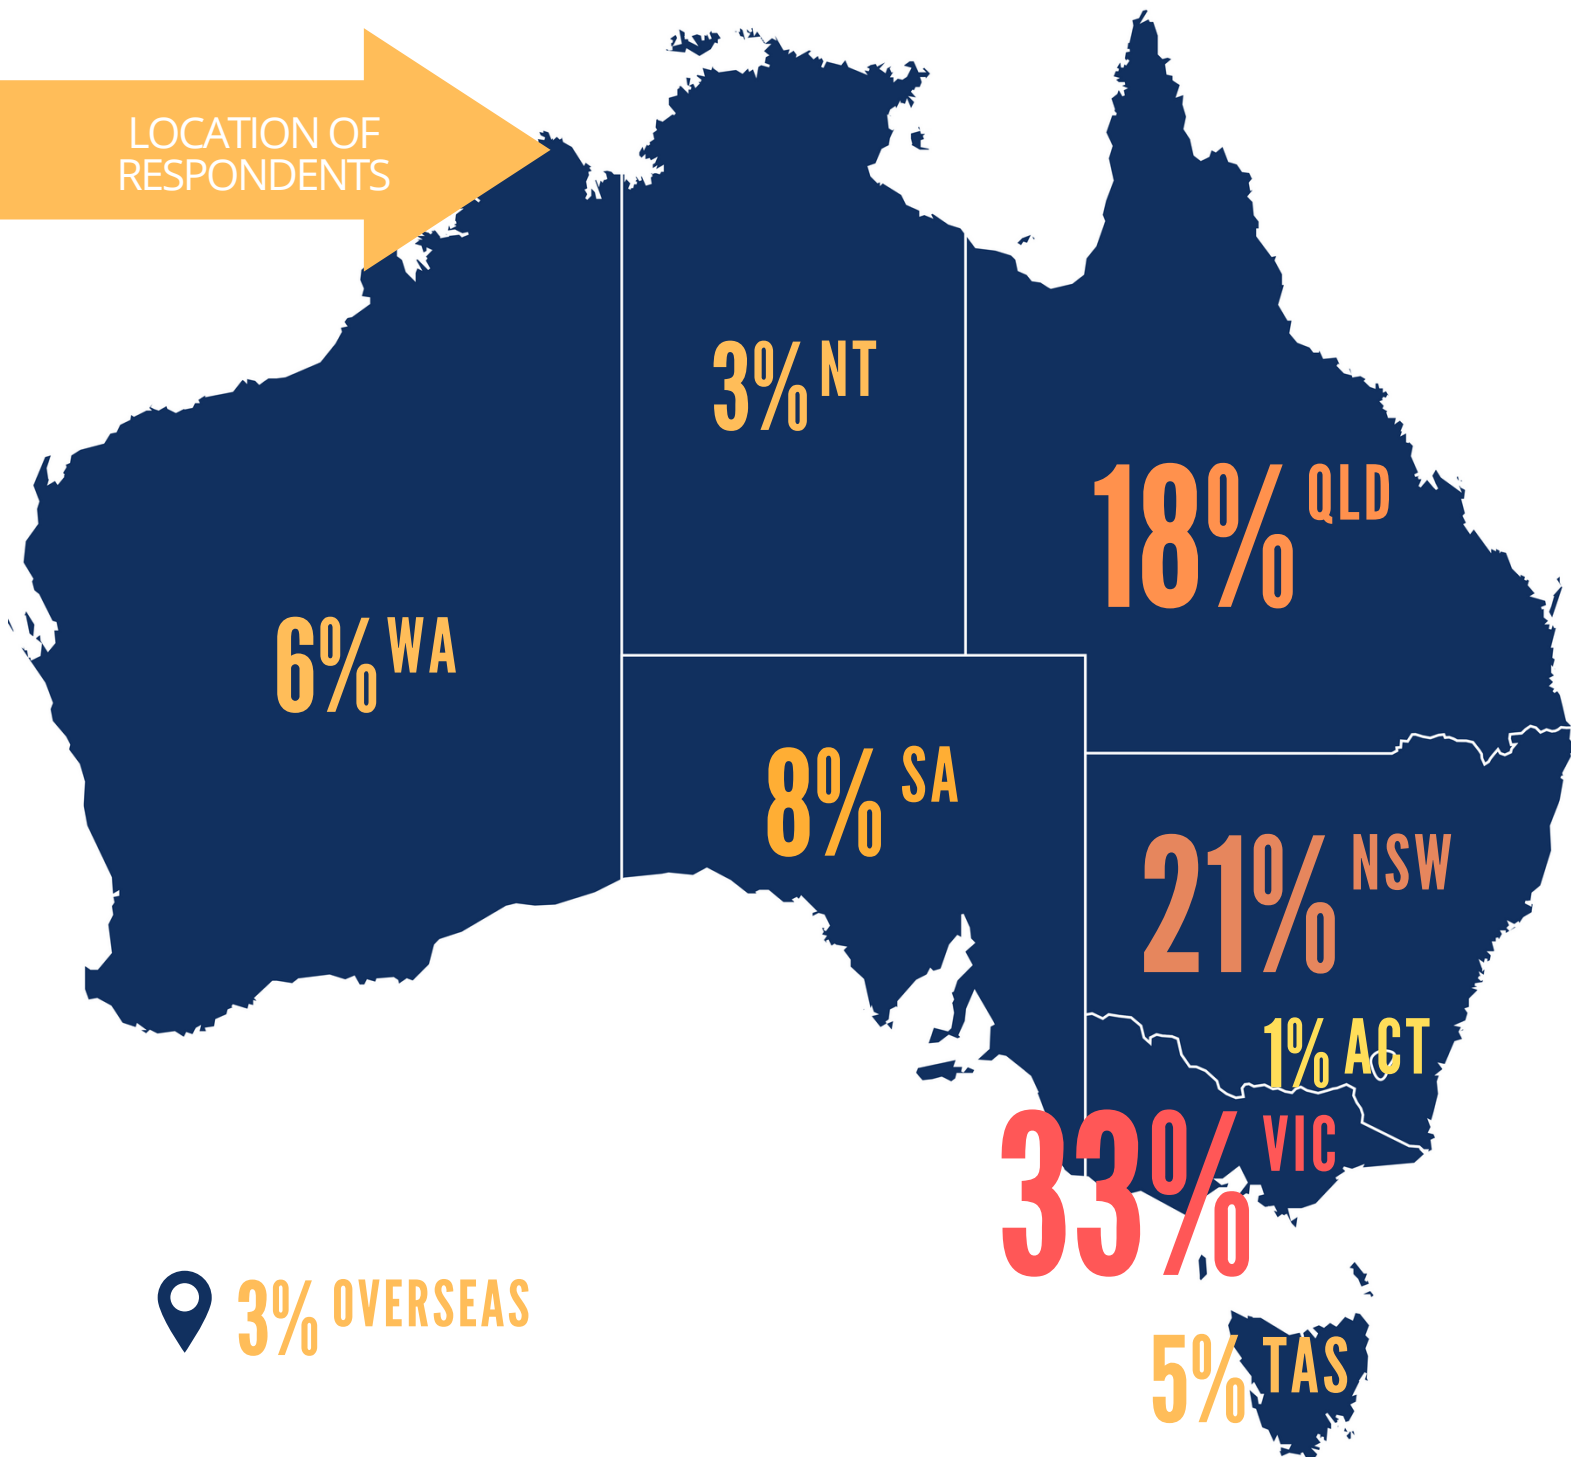 LOCATION OF
RESPONDENTS
3% NT
18% QLD
6% WA
8% SA
21% NSW
1% ACT
33% VIC
3% OVERSEAS
5% TAS